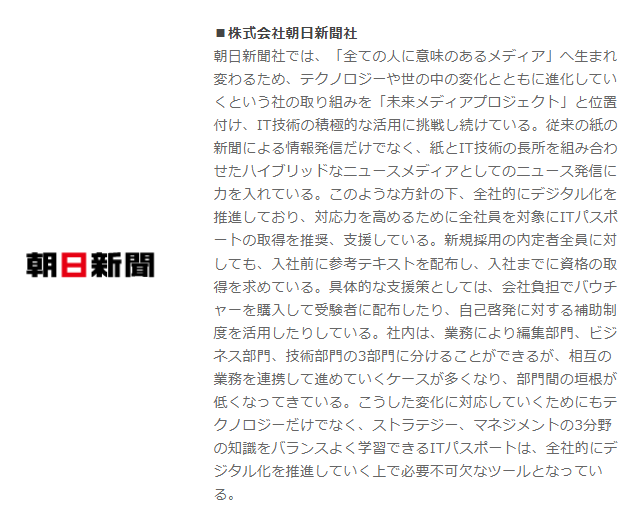 ■株式会社朝日新聞社
朝日新聞社では、「全ての人に意味のあるメディア」へ生まれ
変わるため、テクノロジーや世の中の変化とともに進化してい
くという社の取り組みを「未来メディアプロジェクト」と位置
付け、IT技術の積極的な活用に挑戦し続けている。従来の紙の
新聞による情報発信だけでなく、紙とIT技術の長所を組み合わ
せたハイブリッドなニュースメディアとしてのニュース発信に
力を入れている。このような方針の下、全社的にデジタル化を
推進しており、対応力を高めるために全社員を対象にITパスポ
ートの取得を推奨、支援している。新規採用の内定者全員に対
しても、入社前に参考テキストを配布し、入社までに資格の取
得を求めている。具体的な支援策としては、会社負担でバウチ
ャーを購入して受験者に配布したり、自己啓発に対する補助制
度を活用したりしている。社内は、業務により編集部門、ビジ
ネス部門、技術部門の3部門に分けることができるが、相互の
業務を連携して進めていくケースが多くなり、部門間の垣根が
低くなってきている。こうした変化に対応していくためにもテ
クノロジーだけでなく、ストラテジー、マネジメントの3分野
の知識をバランスよく学習できるITパスポートは、全社的にデ
ジタル化を推進していく上で必要不可欠なツールとなってい
る。
朝日新聞